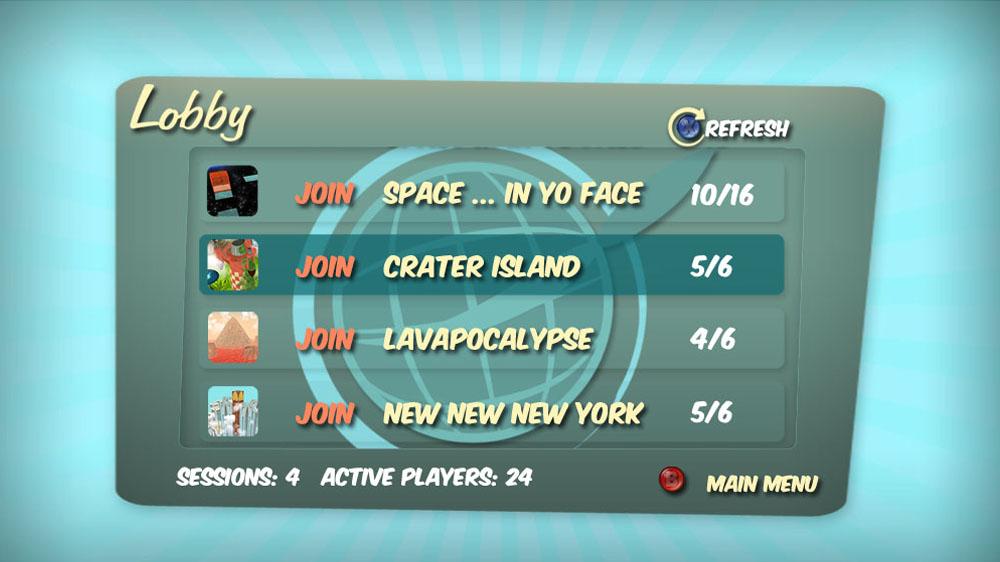 Lobby
REFRESH
JOIN SPACE ... IN YO FACE 10/16
JOIN CRATER ISLAND 5/6
JOIN LAVAPOCALYPSE 4/6
JOIN NEW NEW NEW YORK 5/6
SESSIONS: 4 ACTIVE PLAYERS: 24
B MAIN MENU